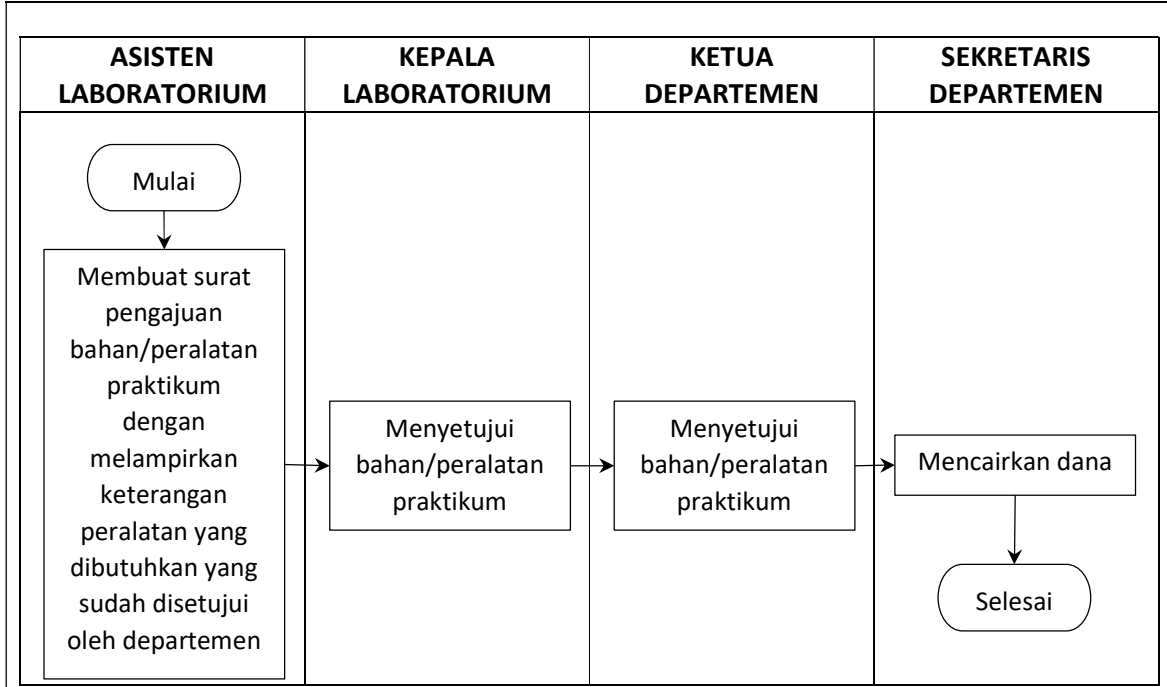 ASISTEN
LABORATORIUM
KEPALA
LABORATORIUM
KETUA
DEPARTEMEN
SEKRETARIS
DEPARTEMEN
Mulai
Membuat surat
pengajuan
bahan/peralatan
praktikum
dengan
melampirkan
keterangan
peralatan yang
dibutuhkan yang
sudah disetujui
oleh departemen
Menyetujui
bahan/peralatan
praktikum
Menyetujui
bahan/peralatan
praktikum
Mencairkan dana
Selesai